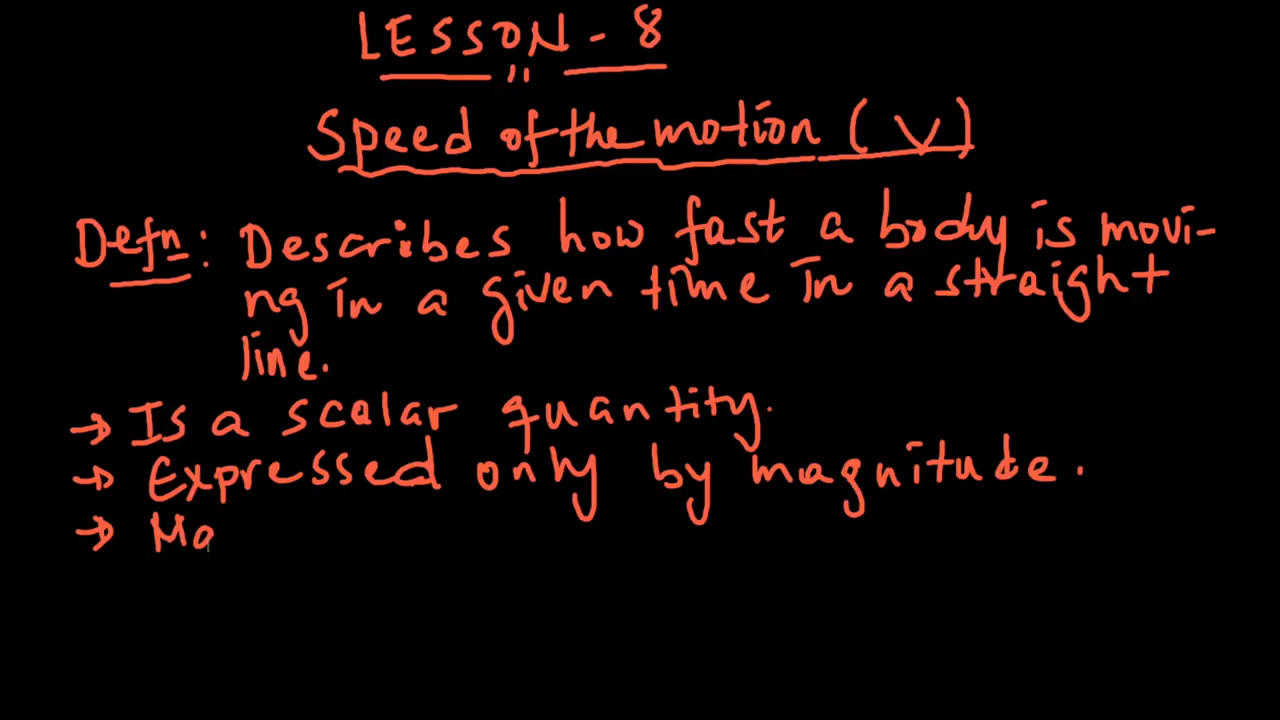 LESSON - 8
Speed of the motion (V)
Defn: Describes how fast a body is movi-
ng in a given time in a straight
line.
→ Is a scalar quantity.
→ Expressed only by magnitude.
→ Ma